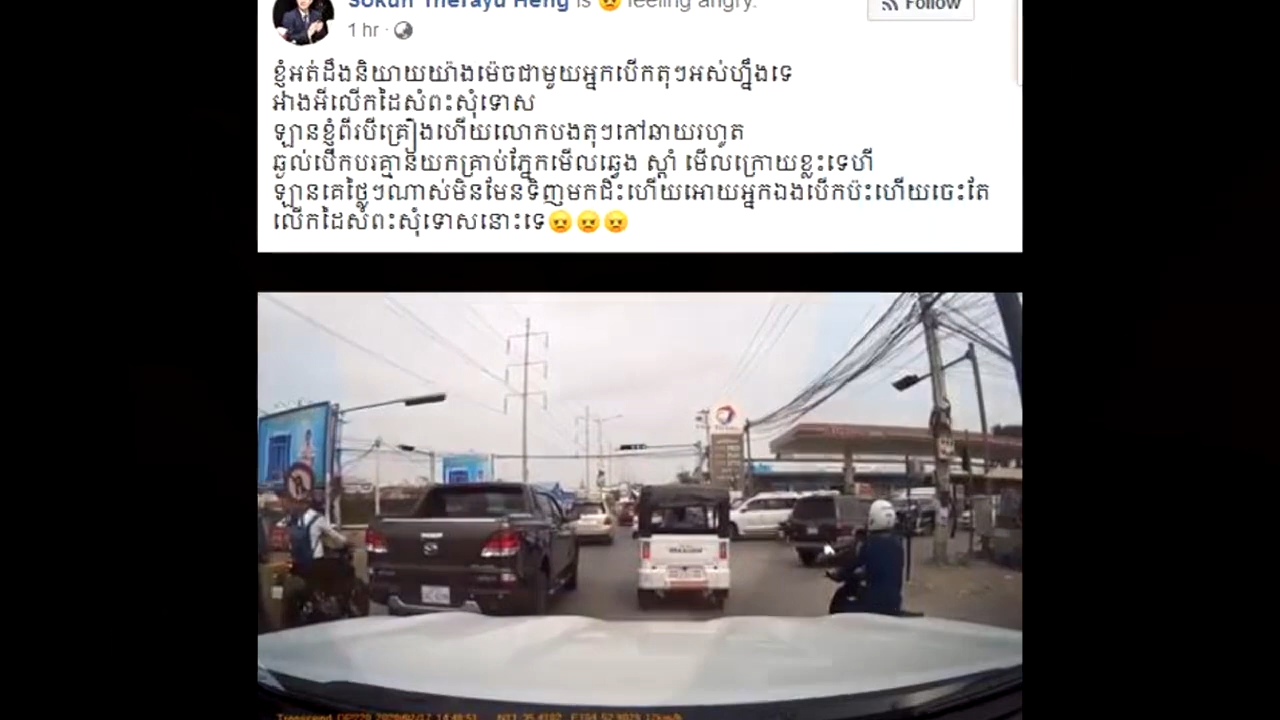 Sokun Therayu Heng is 😠 feeling angry.
Follow
1 hr ·
ខ្ញុំអត់ដឹងនិយាយយ៉ាងម៉េចជាមួយអ្នកបើកតុៗអស់ហ្នឹងទេ
អាងអីលើកដៃសំពះសុំទោស
ឡានខ្ញុំពីរបីគ្រឿងហើយលោកបងតុៗកៅឆាយរហូត
ឆ្ងល់បើកបរគ្មានយកគ្រាប់ភ្នែកមើលឆ្វេង ស្ដាំ មើលក្រោយខ្លះទេហី
ឡានគេថ្លៃៗណាស់មិនមែនទិញមកជិះហើយអោយអ្នកឯងបើកប៉ះហើយចេះតែ
លើកដៃសំពះសុំទោសនោះទេ😠😠😠